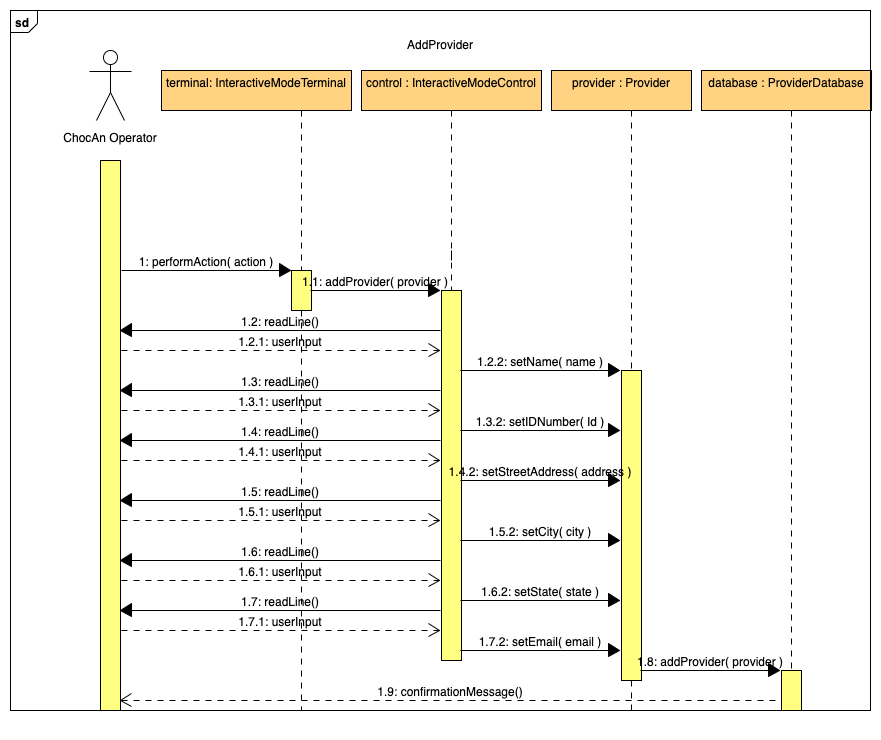 sd
AddProvider
terminal: InteractiveModeTerminal
control : InteractiveModeControl
provider : Provider
database : ProviderDatabase
ChocAn Operator
1: performAction( action )
1.1: addProvider( provider )
1.2: readLine()
1.2.1: userInput
1.2.2: setName( name )
1.3: readLine()
1.3.1: userInput
1.3.2: setIDNumber( Id )
1.4: readLine()
1.4.1: userInput
1.4.2: setStreetAddress( address )
1.5: readLine()
1.5.1: userInput
1.5.2: setCity( city )
1.6: readLine()
1.6.1: userInput
1.6.2: setState( state )
1.7: readLine()
1.7.1: userInput
1.7.2: setEmail( email )
1.8: addProvider( provider )
1.9: confirmationMessage()